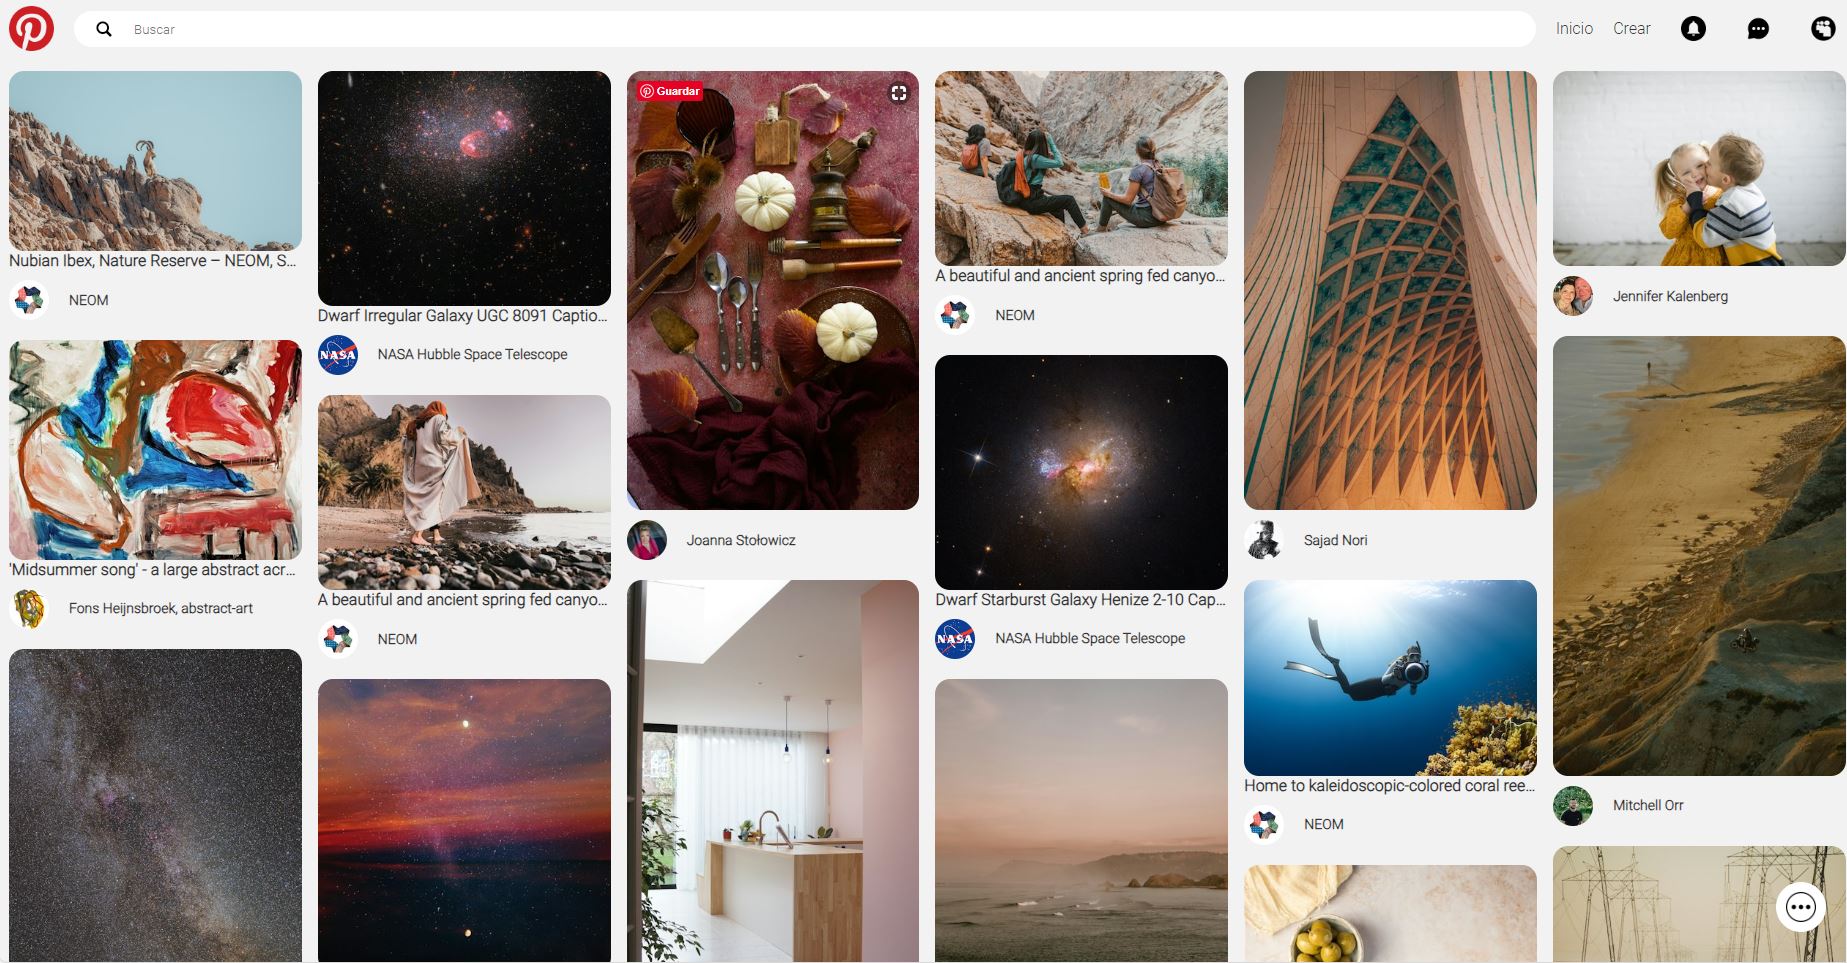 Buscar
Inicio
Crear
Nubian Ibex, Nature Reserve – NEOM, S...
NEOM
'Midsummer song' - a large abstract acr...
Fons Heijnsbroek, abstract-art
Dwarf Irregular Galaxy UGC 8091 Captio...
NASA
NASA Hubble Space Telescope
A beautiful and ancient spring fed canyo...
NEOM
Guardar
Joanna Stołowicz
A beautiful and ancient spring fed canyo...
NEOM
Dwarf Starburst Galaxy Henize 2-10 Cap...
NASA
NASA Hubble Space Telescope
Sajad Nori
Home to kaleidoscopic-colored coral ree...
NEOM
Jennifer Kalenberg
Mitchell Orr